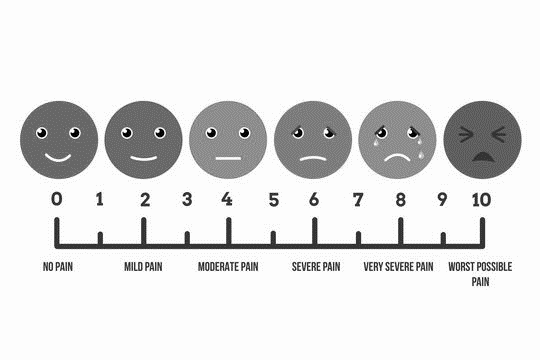 0 1 2 3 4 5 6 7 8 9 10
NO PAIN MILD PAIN MODERATE PAIN SEVERE PAIN VERY SEVERE PAIN WORST POSSIBLE
PAIN